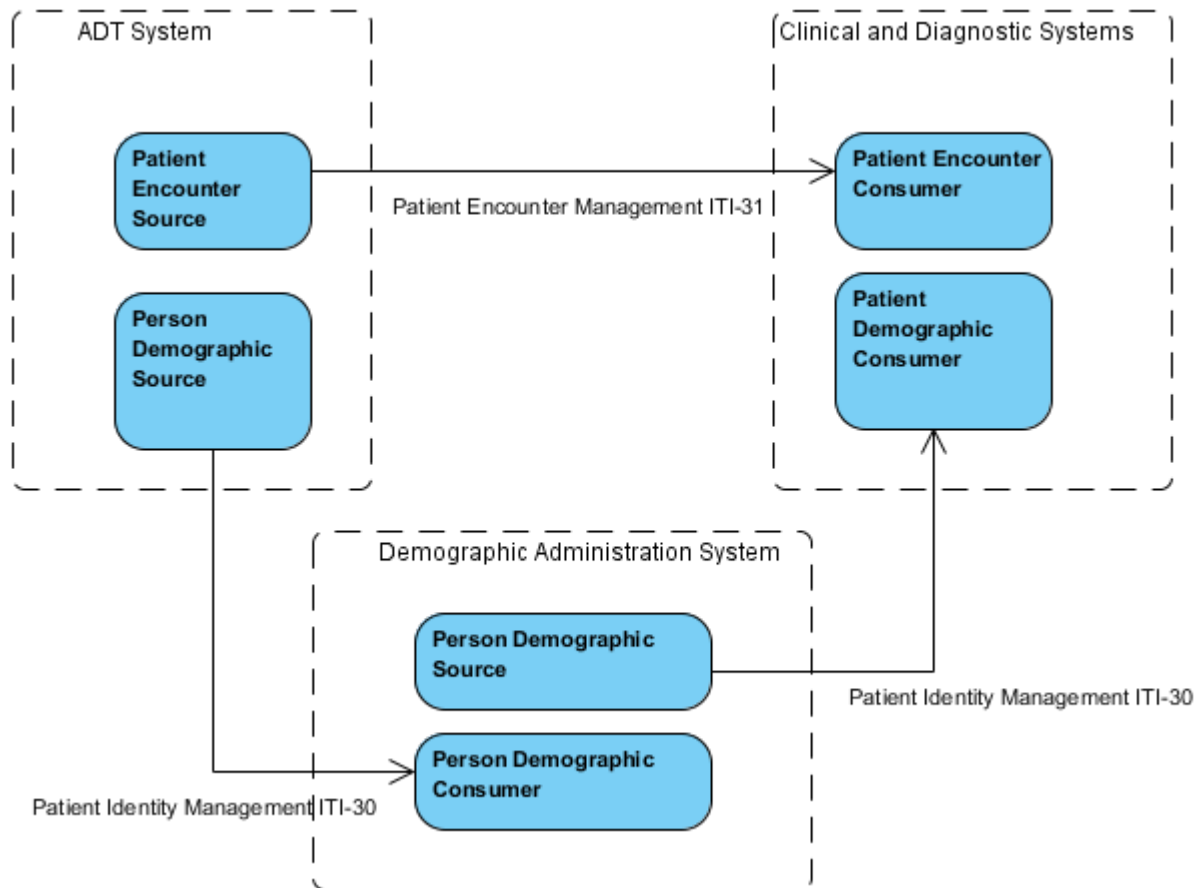 ADT System
Clinical and Diagnostic Systems
Patient
Encounter
Source
Patient Encounter
Consumer
Patient Encounter Management ITI-31
Person
Demographic
Source
Patient
Demographic
Consumer
Demographic Administration System
Person Demographic
Source
Patient Identity Management ITI-30
Person Demographic
Consumer
Patient Identity Management ITI-30